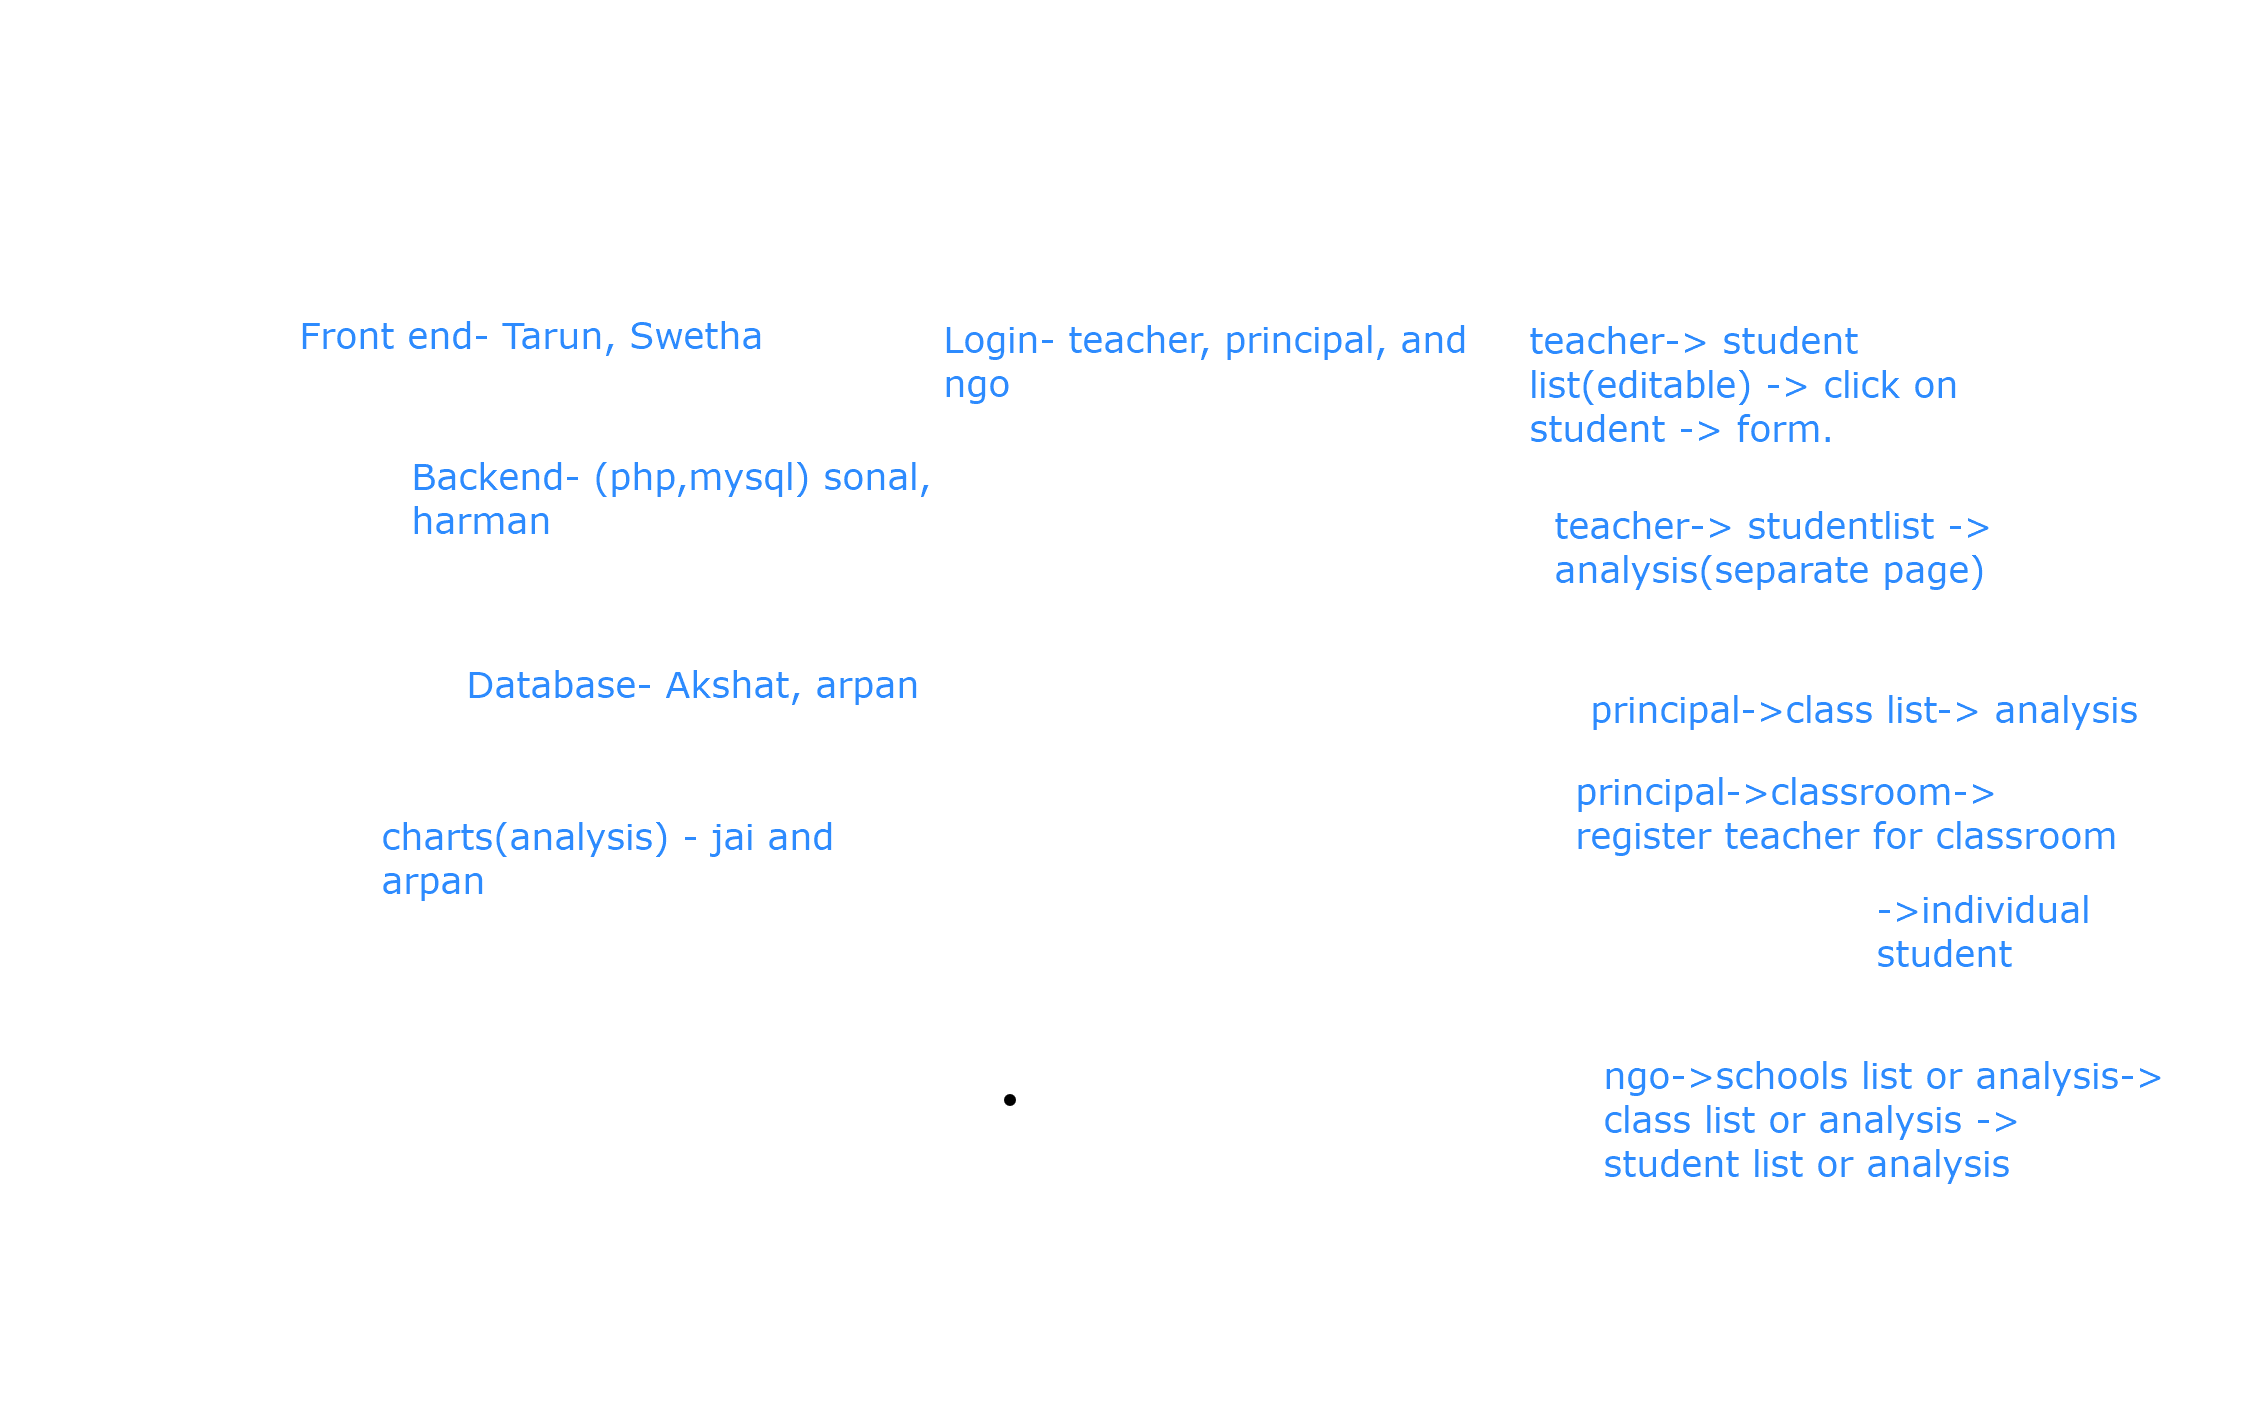 Front end- Tarun, Swetha
Backend- (php,mysql) sonal,
harman
Database- Akshat, arpan
charts(analysis) - jai and
arpan
Login- teacher, principal, and
ngo
teacher-> student
list(editable) -> click on
student -> form.
teacher-> studentlist ->
analysis(separate page)
principal->class list-> analysis
principal->classroom->
register teacher for classroom
->individual
student
ngo->schools list or analysis->
class list or analysis ->
student list or analysis